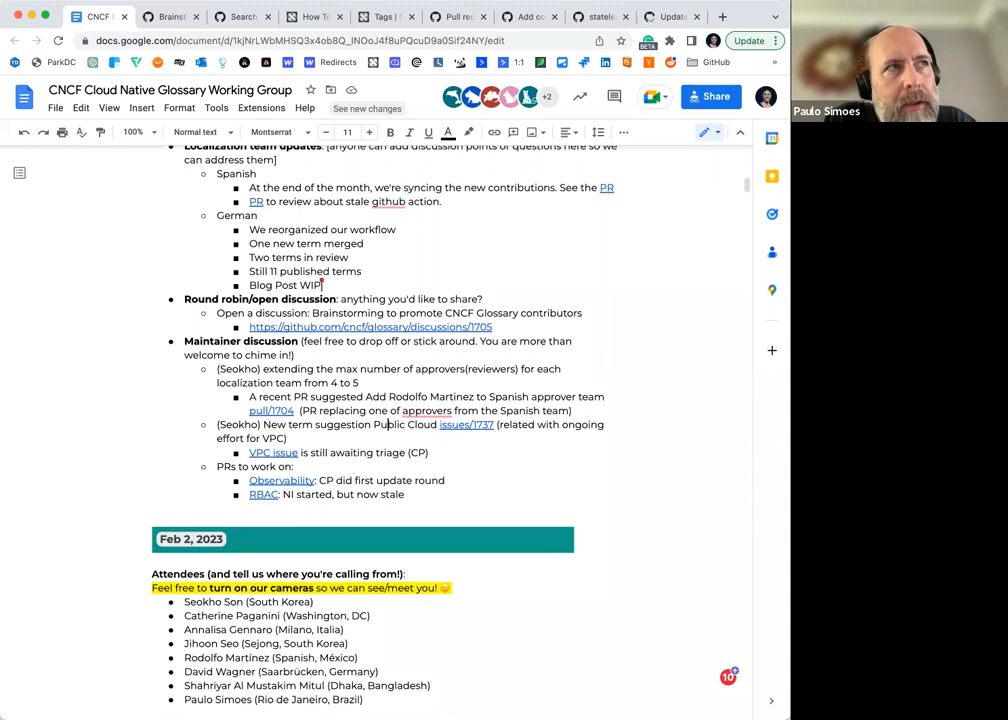 CNCF C
Brainst
Search
How To
Tags |
Pull rec
Add co
statele
Update
docs.google.com/document/d/1kjNrLWbMHSQ3x4ob8Q_lNOoJ4f8uPQcuD9a0Sif24NY/edit
BETA
Update
ParkDC
Redirects
1:1
GitHub
CNCF Cloud Native Glossary Working Group
File Edit View Insert Format Tools Extensions Help
See new changes
+2
Share
100%
Normal text
Montserrat
11
Localization team updates: [anyone can add discussion points or questions here so we
can address them]
Spanish
At the end of the month, we're syncing the new contributions. See the PR
PR to review about stale github action.
German
We reorganized our workflow
One new term merged
Two terms in review
Still 11 published terms
Blog Post WIP
Round robin/open discussion: anything you'd like to share?
Open a discussion: Brainstorming to promote CNCF Glossary contributors
https://github.com/cncf/glossary/discussions/1705
Maintainer discussion (feel free to drop off or stick around. You are more than
welcome to chime in!)
(Seokho) extending the max number of approvers(reviewers) for each
localization team from 4 to 5
A recent PR suggested Add Rodolfo Martinez to Spanish approver team
pull/1704 (PR replacing one of approvers from the Spanish team)
(Seokho) New term suggestion Public Cloud issues/1737 (related with ongoing
effort for VPC)
VPC issue is still awaiting triage (CP)
PRs to work on:
Observability: CP did first update round
RBAC: NI started, but now stale
Feb 2, 2023
Attendees (and tell us where you're calling from!):
Feel free to turn on our cameras so we can see/meet you!
Seokho Son (South Korea)
Catherine Paganini (Washington, DC)
Annalisa Gennaro (Milano, Italia)
Jihoon Seo (Sejong, South Korea)
Rodolfo Martínez (Spanish, México)
David Wagner (Saarbrücken, Germany)
Shahriyar Al Mustakim Mitul (Dhaka, Bangladesh)
Paulo Simoes (Rio de Janeiro, Brazil)
10
Paulo Simoes